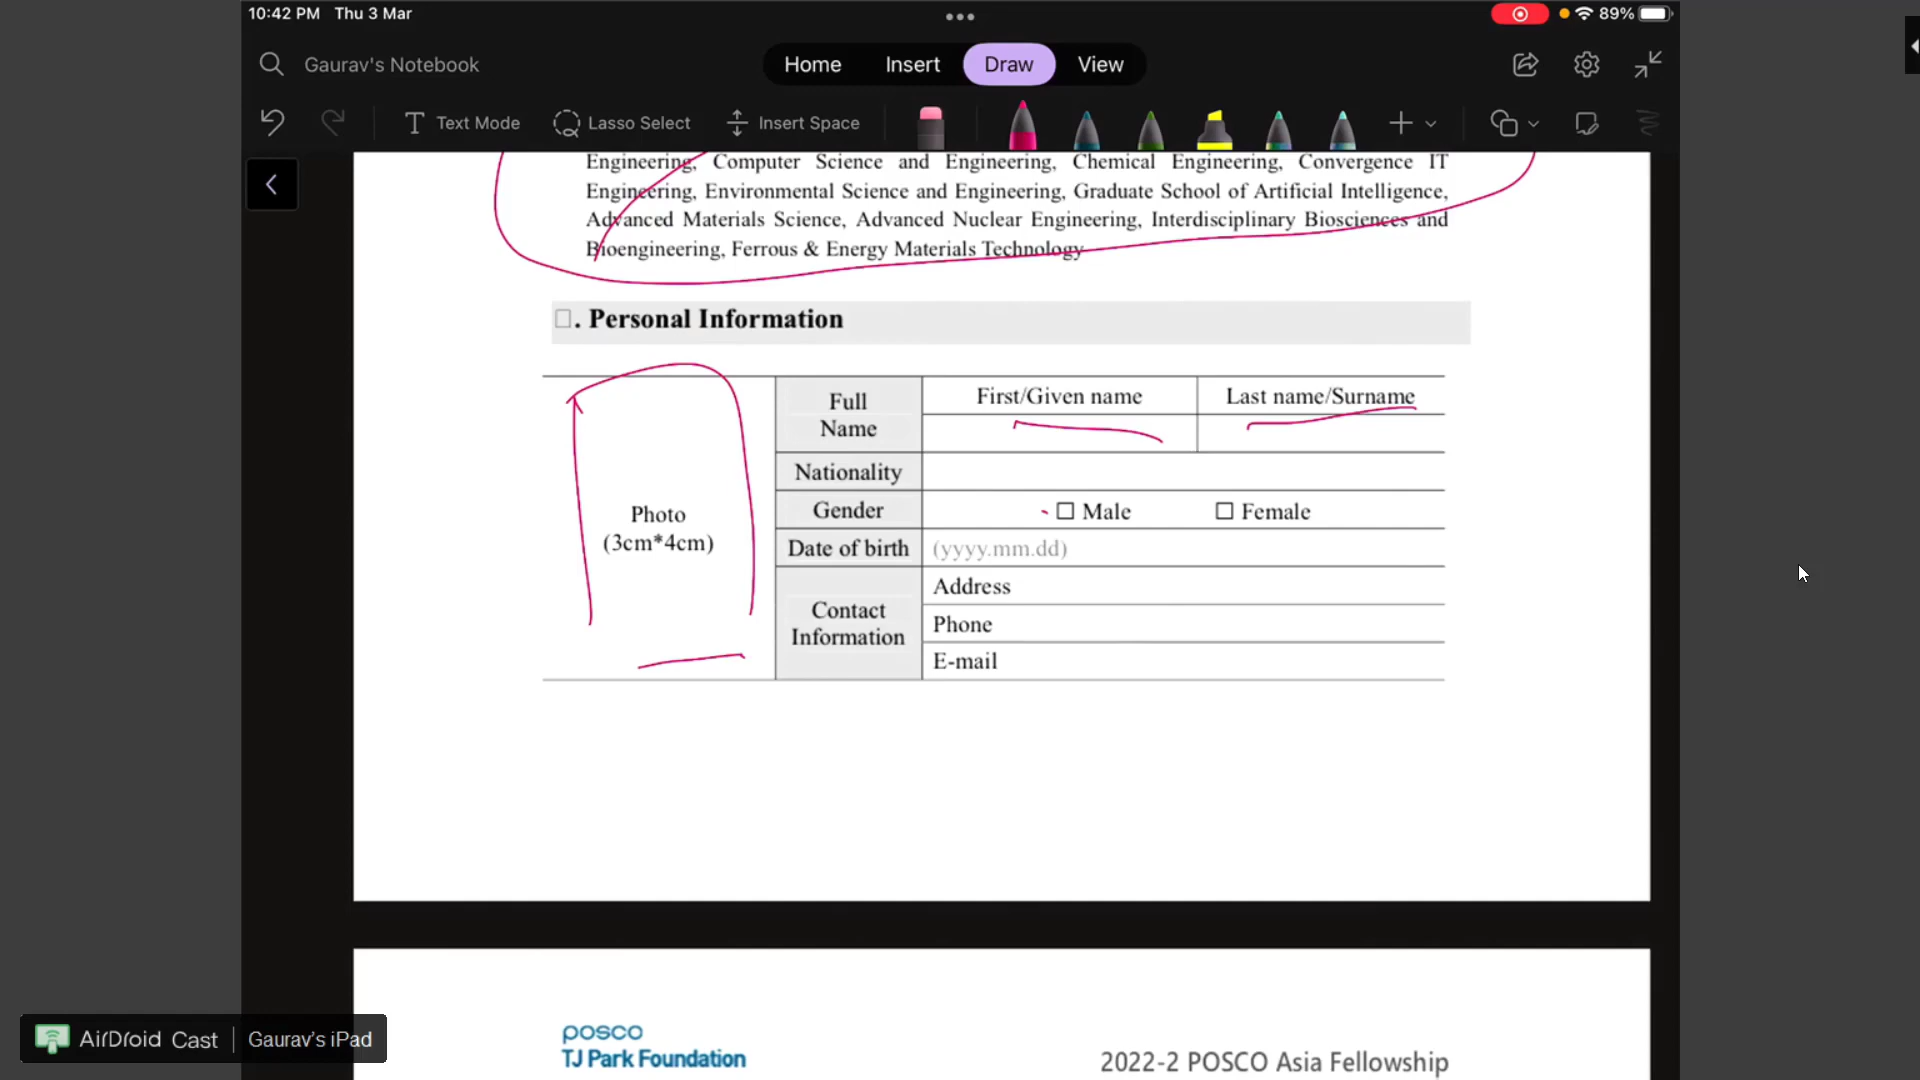 10:42 PM Thu 3 Mar
89%
Gaurav's Notebook
Home Insert Draw View
Text Mode Lasso Select Insert Space
Engineering, Computer Science and Engineering, Chemical Engineering, Convergence IT
Engineering, Environmental Science and Engineering, Graduate School of Artificial Intelligence,
Advanced Materials Science, Advanced Nuclear Engineering, Interdisciplinary Biosciences and
Bioengineering, Ferrous & Energy Materials Technology
□. Personal Information
Photo
(3cm*4cm)
Full
Name
First/Given name
Last name/Surname
Nationality
Gender
☐ Male ☐ Female
Date of birth
(yyyy.mm.dd)
Contact
Information
Address
Phone
E-mail
posco
TJ Park Foundation
2022-2 POSCO Asia Fellowship
AirDroid Cast | Gaurav's iPad